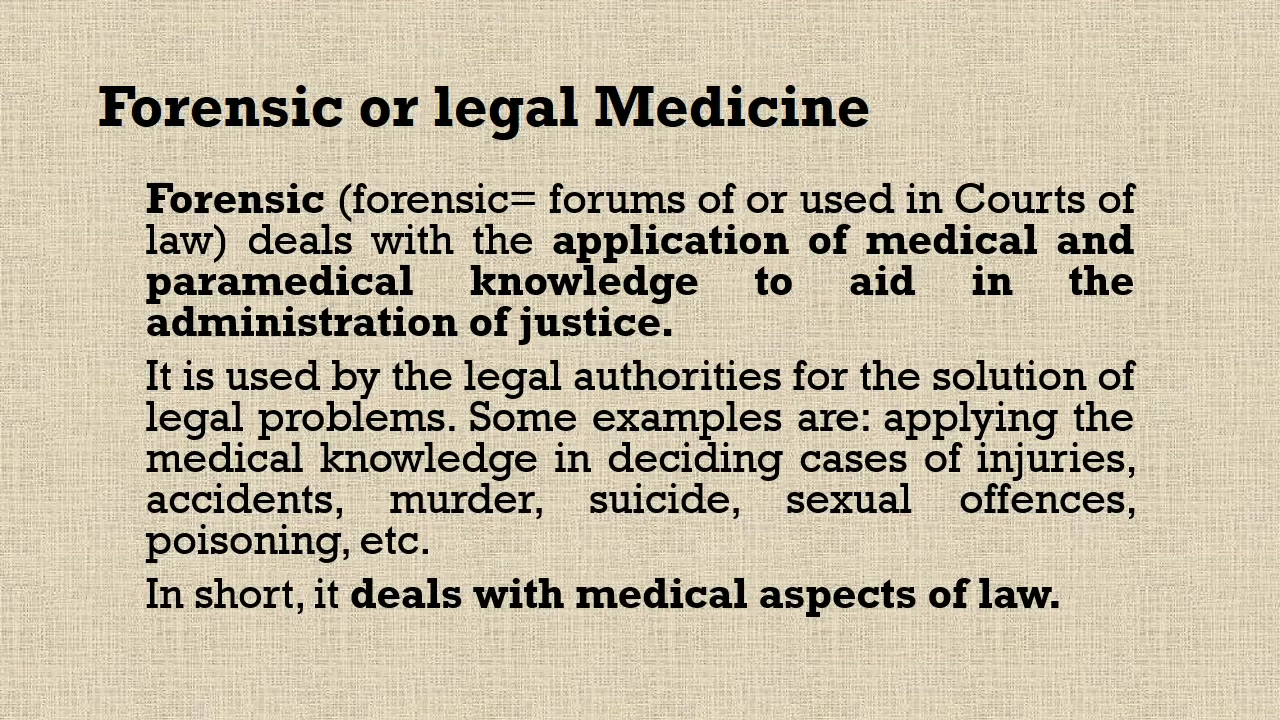 Forensic or legal Medicine
Forensic (forensic= forums of or used in Courts of
law) deals with the application of medical and
paramedical knowledge to aid in the
administration of justice.
It is used by the legal authorities for the solution of
legal problems. Some examples are: applying the
medical knowledge in deciding cases of injuries,
accidents, murder, suicide, sexual offences,
poisoning, etc.
In short, it deals with medical aspects of law.